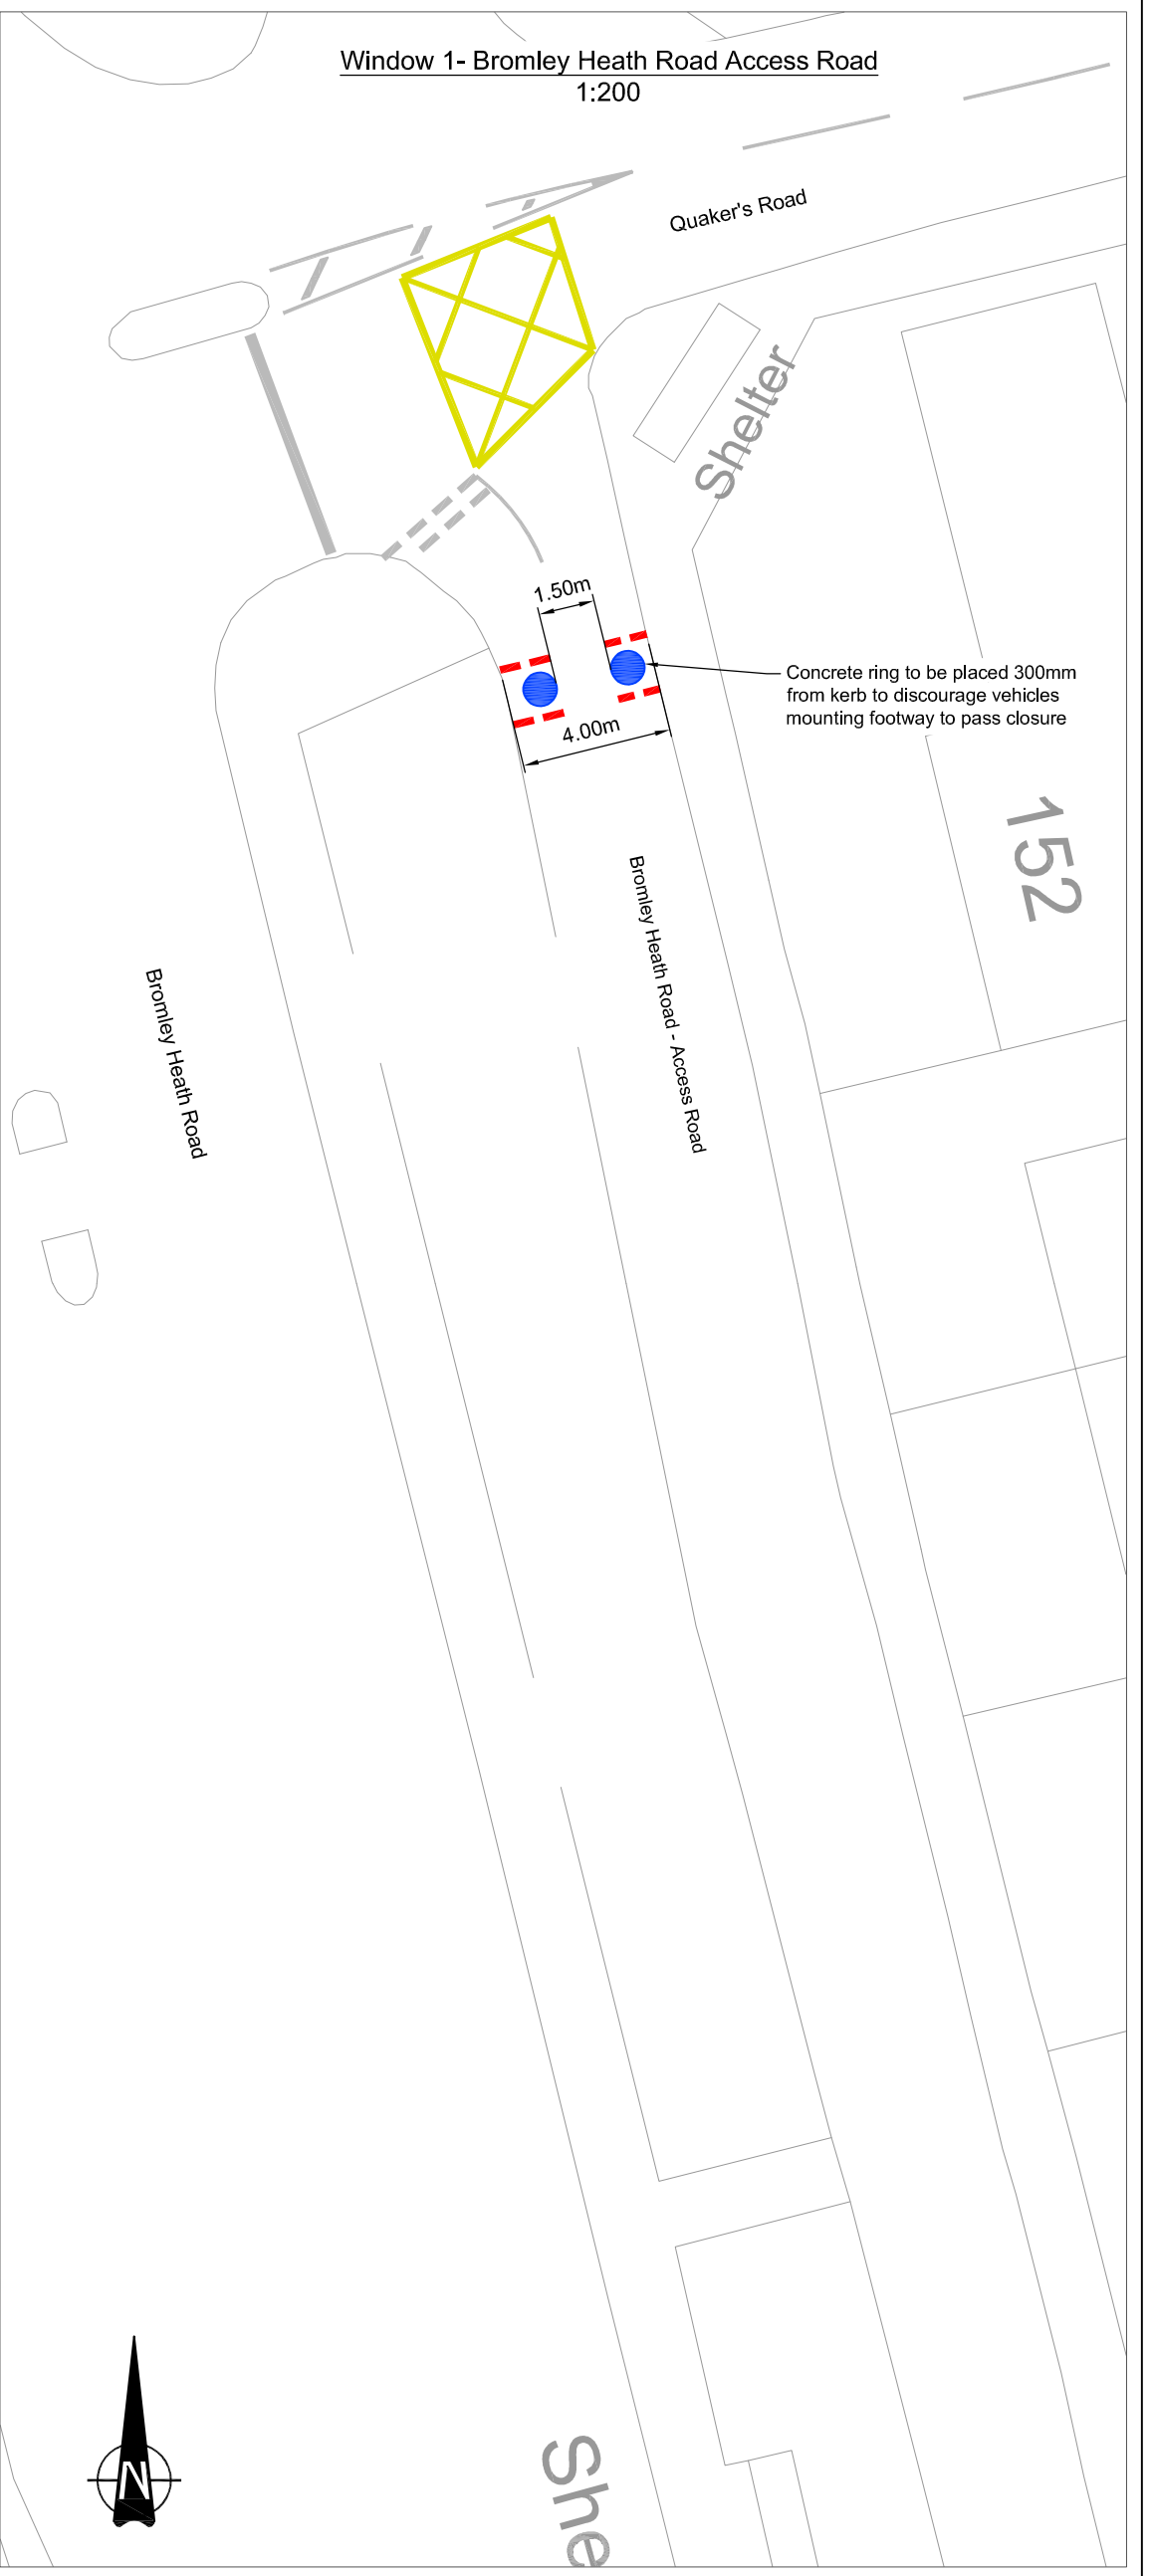 Window 1- Bromley Heath Road Access Road
1:200
Quaker's Road
Shelter
1.50m
Concrete ring to be placed 300mm
from kerb to discourage vehicles
mounting footway to pass closure
4.00m
152
Bromley Heath Road - Access Road
Bromley Heath Road
N
She